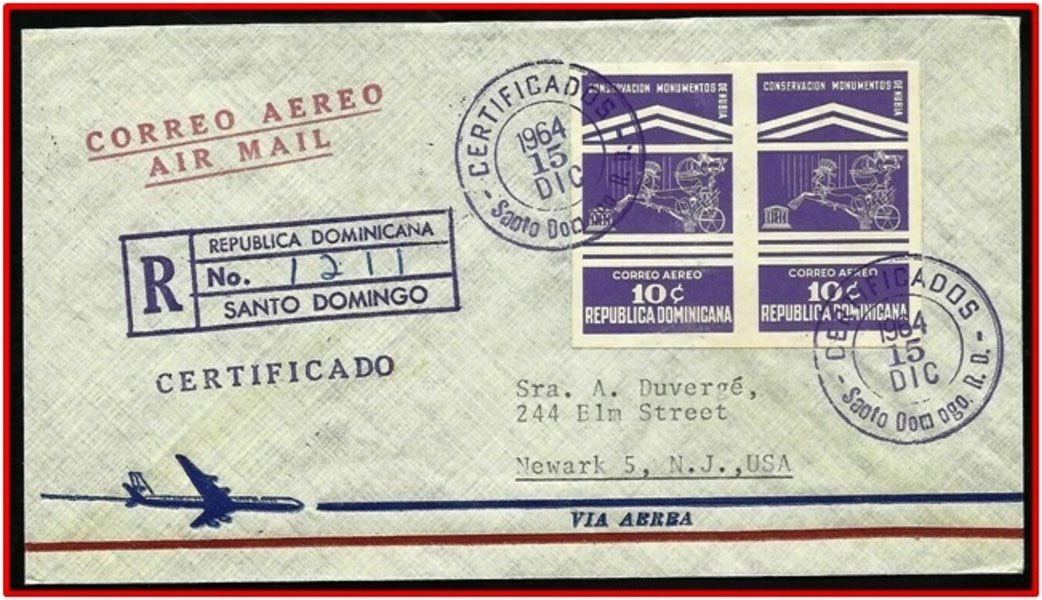 CORREO AEREO
AIR MAIL
R
REPUBLICA DOMINICANA
No. 1211
SANTO DOMINGO
CERTIFICADO
CERTIFICADOS
1964
15
DIC
Santo Domingo, R. D.
CONSERVACION MONUMENTOS
DE NUBIA
CORREO AEREO
10¢
REPUBLICA DOMINICANA
CONSERVACION MONUMENTOS
DE NUBIA
CORREO AEREO
10¢
REPUBLICA DOMINICANA
CERTIFICADOS
1964
15
DIC
Santo Domingo, R. D.
Sra. A. Duvergé,
244 Elm Street
Newark 5, N.J.,USA
VIA AEREA